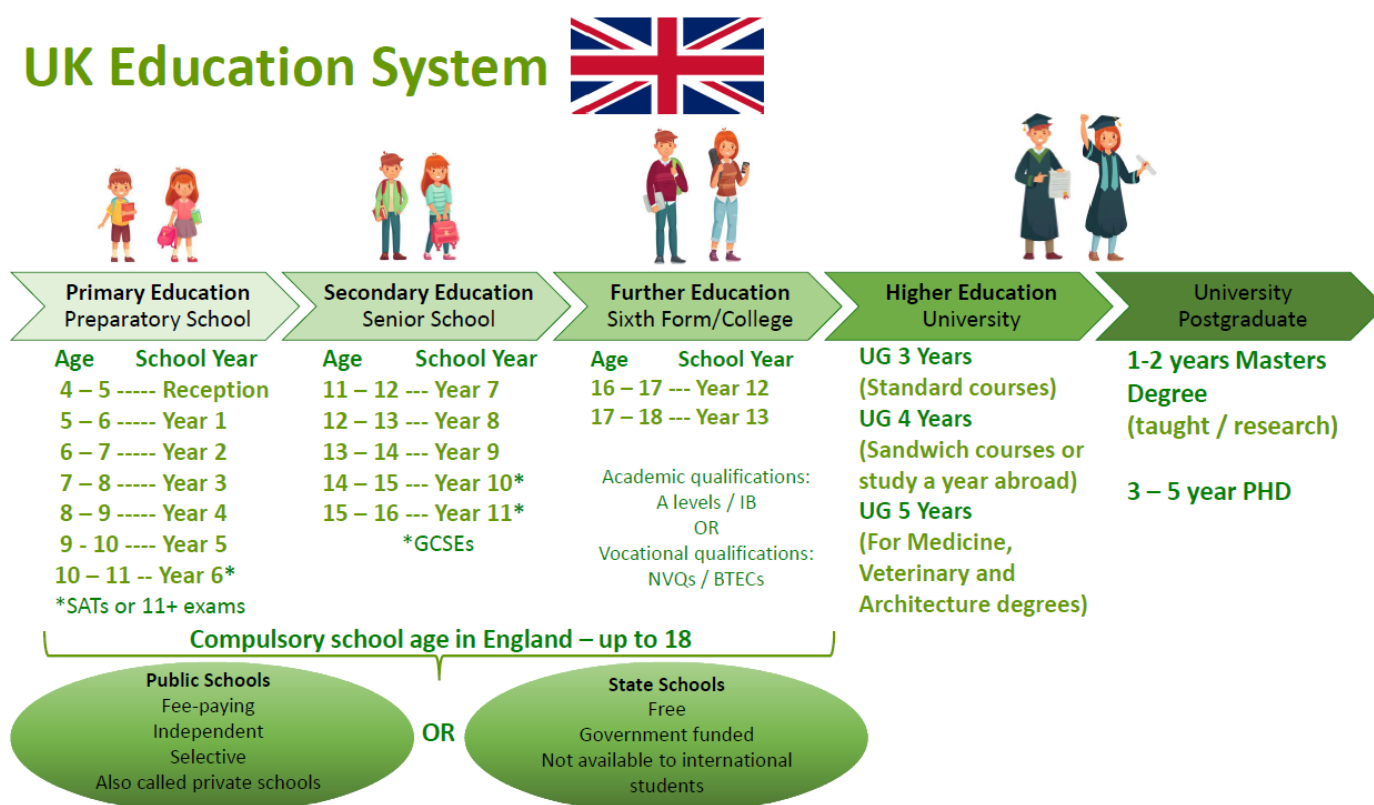 UK Education System
Primary Education
Preparatory School
Secondary Education
Senior School
Further Education
Sixth Form/College
Higher Education
University
University
Postgraduate
Age School Year
4 – 5 ----- Reception
5 – 6 ----- Year 1
6 – 7 ----- Year 2
7 – 8 ----- Year 3
8 – 9 ----- Year 4
9 - 10 ---- Year 5
10 – 11 -- Year 6*
*SATs or 11+ exams
Age School Year
11 – 12 --- Year 7
12 – 13 --- Year 8
13 – 14 --- Year 9
14 – 15 --- Year 10*
15 – 16 --- Year 11*
*GCSEs
Age School Year
16 – 17 --- Year 12
17 – 18 --- Year 13
Academic qualifications:
A levels / IB
OR
Vocational qualifications:
NVQs / BTECs
UG 3 Years
(Standard courses)
UG 4 Years
(Sandwich courses or
study a year abroad)
UG 5 Years
(For Medicine,
Veterinary and
Architecture degrees)
1-2 years Masters
Degree
(taught / research)
3 – 5 year PHD
Compulsory school age in England – up to 18
Public Schools
Fee-paying
Independent
Selective
Also called private schools
OR
State Schools
Free
Government funded
Not available to international
students